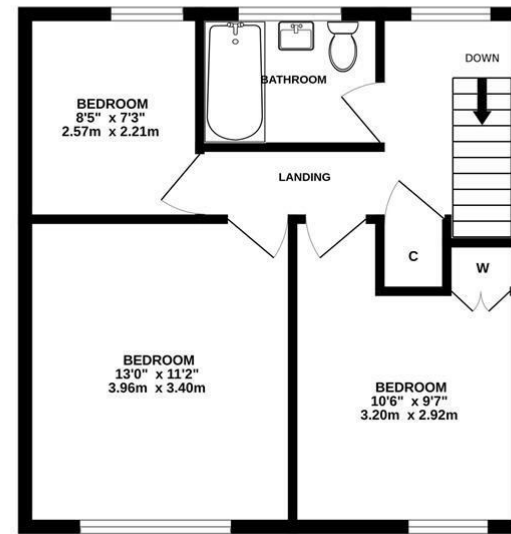 BEDROOM
8'5" x 7'3"
2.57m x 2.21m
BATHROOM
DOWN
LANDING
C
W
BEDROOM
13'0" x 11'2"
3.96m x 3.40m
BEDROOM
10'6" x 9'7"
3.20m x 2.92m